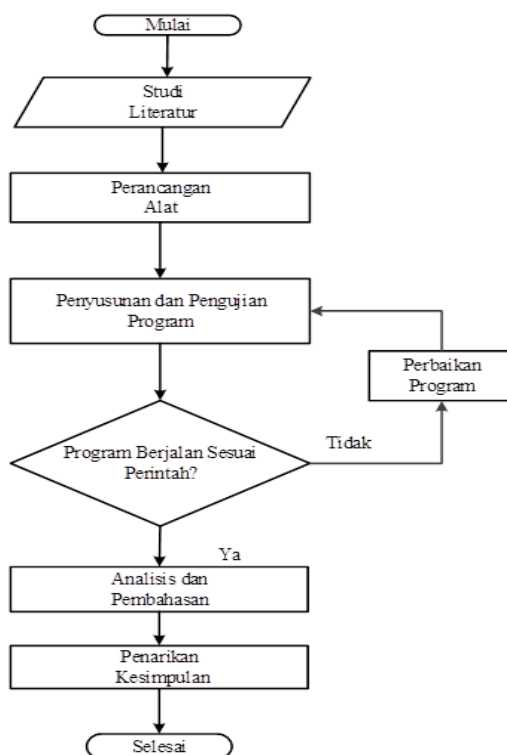 Mulai
Studi
Literatur
Perancangan
Alat
Penyusunan dan Pengujian
Program
Perbaikan
Program
Program Berjalan Sesuai
Perintah?
Tidak
Ya
Analisis dan
Pembahasan
Penarikan
Kesimpulan
Selesai